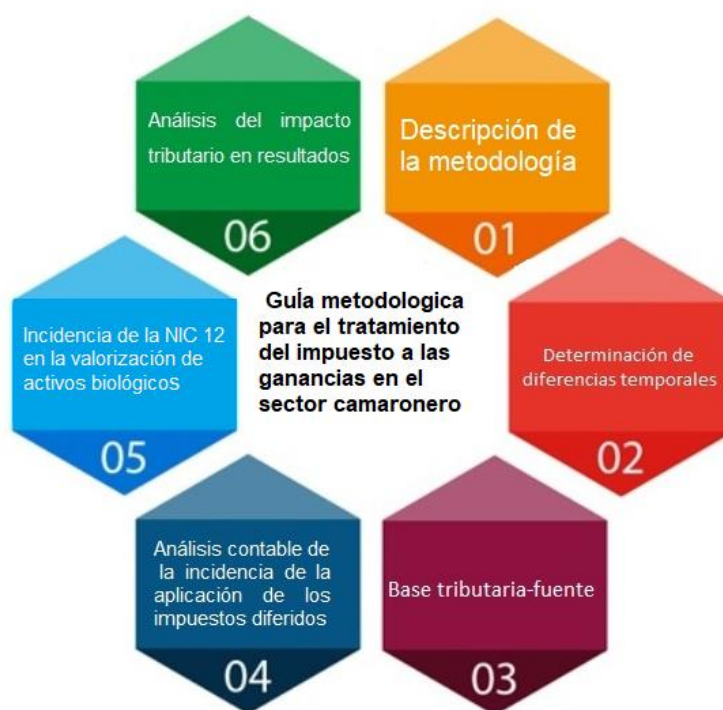 Guía metodologica
para el tratamiento
del impuesto a las
ganancias en el
sector camaronero
Descripción de
la metodología
01
Determinación de
diferencias temporales
02
Base tributaria-fuente
03
Análisis contable de
la incidencia de la
aplicación de los
impuestos diferidos
04
Incidencia de la NIC 12
en la valorización de
activos biológicos
05
Análisis del impacto
tributario en resultados
06